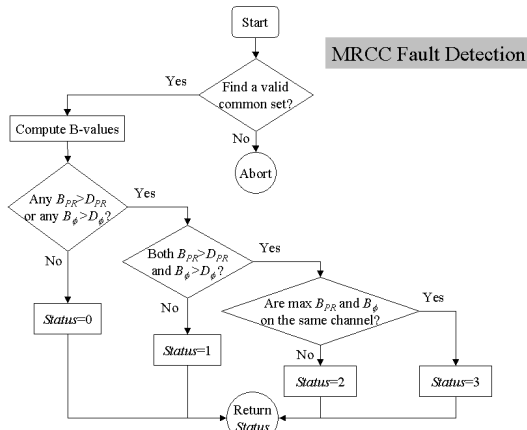 Start
MRCC Fault Detection
Yes
Find a valid
common set?
Compute B-values
No
Abort
Any B_PR>D_PR
or any B_ϕ>D_ϕ?
Yes
No
Both B_PR>D_PR
and B_ϕ>D_ϕ?
Yes
No
Are max B_PR and B_ϕ
on the same channel?
Yes
No
Status=0
Status=1
Status=2
Status=3
Return
Status